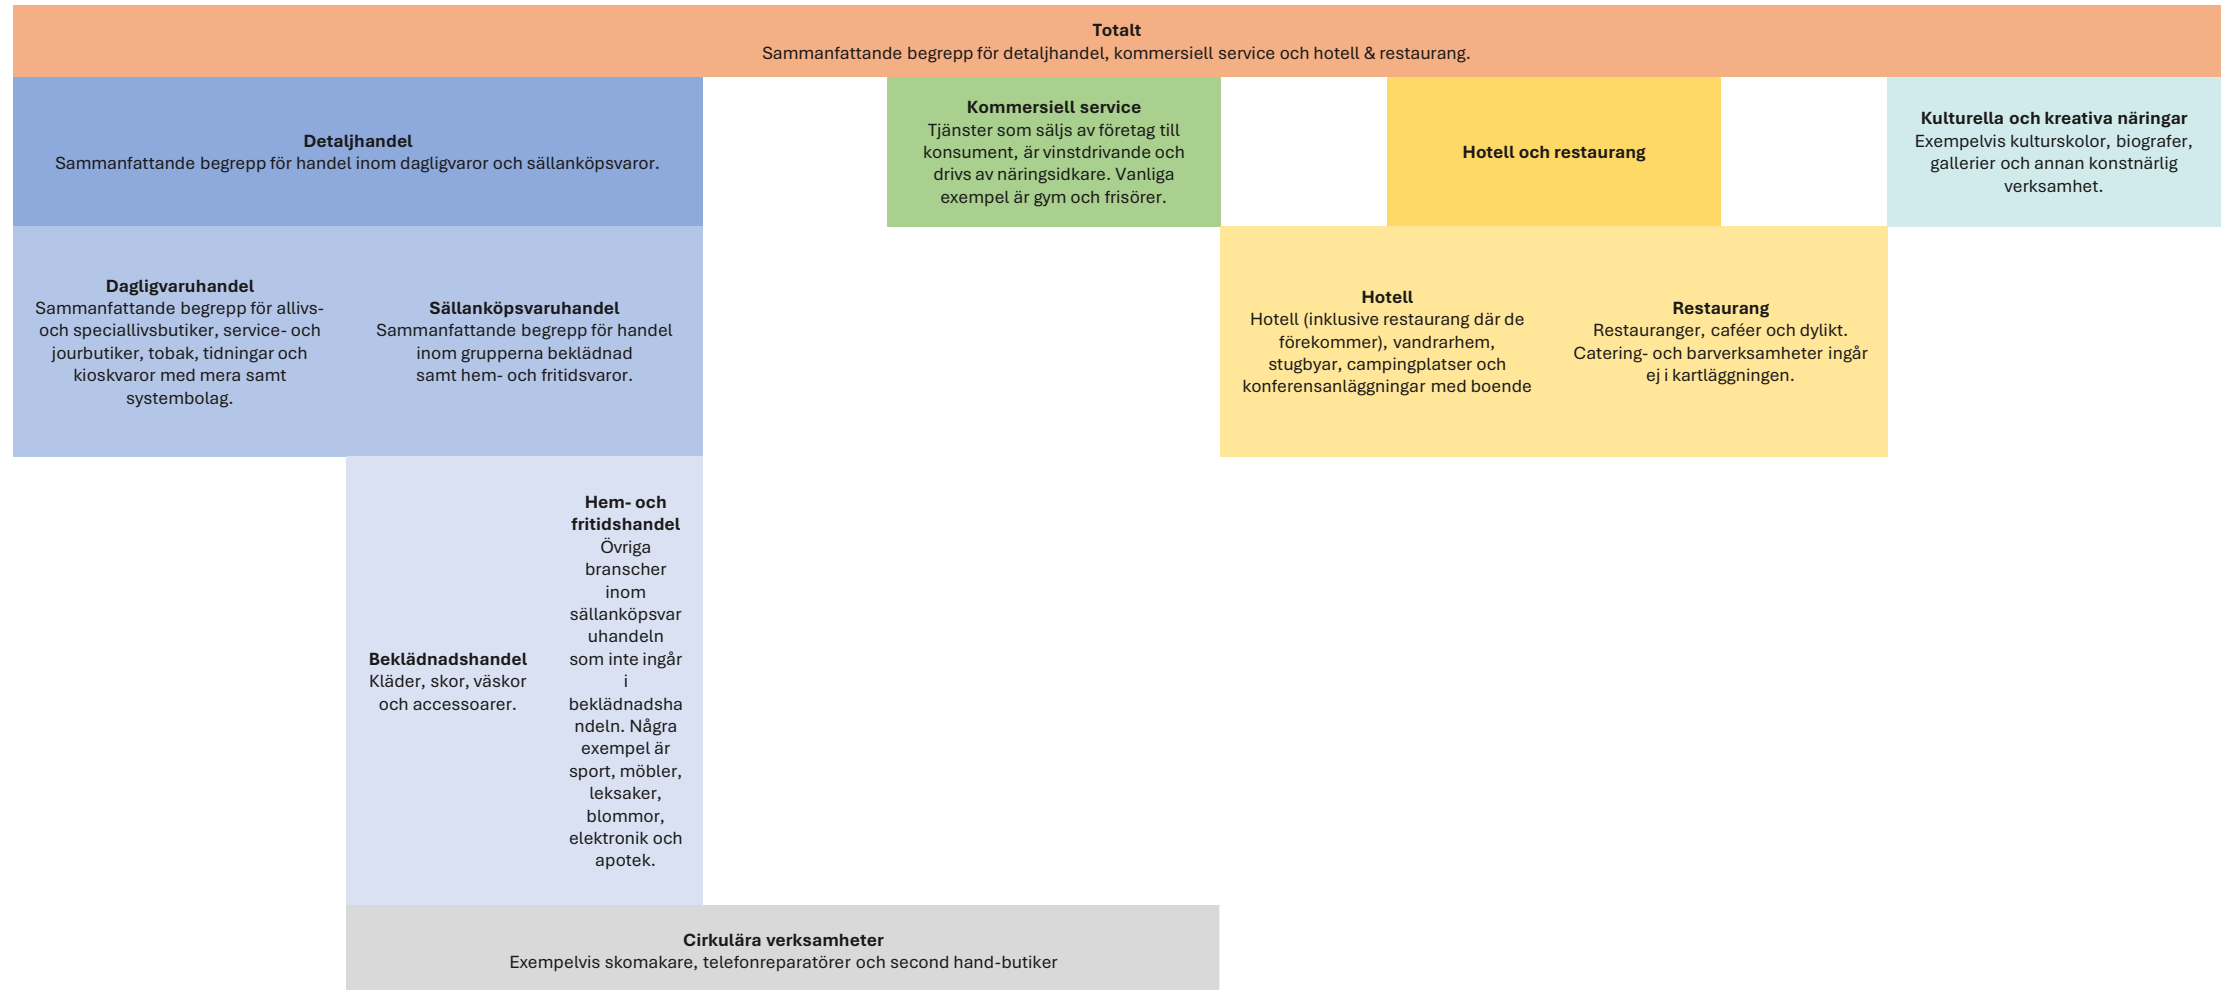 Totalt
Sammanfattande begrepp för detaljhandel, kommersiell service och hotell & restaurang.
Detaljhandel
Sammanfattande begrepp för handel inom dagligvaror och sällanköpsvaror.
Kommersiell service
Tjänster som säljs av företag till
konsument, är vinstdrivande och
drivs av näringsidkare. Vanliga
exempel är gym och frisörer.
Hotell och restaurang
Kulturella och kreativa näringar
Exempelvis kulturskolor, biografer,
gallerier och annan konstnärlig
verksamhet.
Dagligvaruhandel
Sammanfattande begrepp för allivs-
och speciallivsbutiker, service- och
jourbutiker, tobak, tidningar och
kioskvaror med mera samt
systembolag.
Sällanköpsvaruhandel
Sammanfattande begrepp för handel
inom grupperna beklädnad
samt hem- och fritidsvaror.
Hotell
Hotell (inklusive restaurang där de
förekommer), vandrarhem,
stugbyar, campingplatser och
konferensanläggningar med boende
Restaurang
Restauranger, caféer och dylikt.
Catering- och barverksamheter ingår
ej i kartläggningen.
Beklädnadshandel
Kläder, skor, väskor
och accessoarer.
Hem- och
fritidshandel
Övriga
branscher
inom
sällanköpsvar
uhandeln
som inte ingår
i
beklädnadsha
ndeln. Några
exempel är
sport, möbler,
leksaker,
blommor,
elektronik och
apotek.
Cirkulära verksamheter
Exempelvis skomakare, telefonreparatörer och second hand-butiker